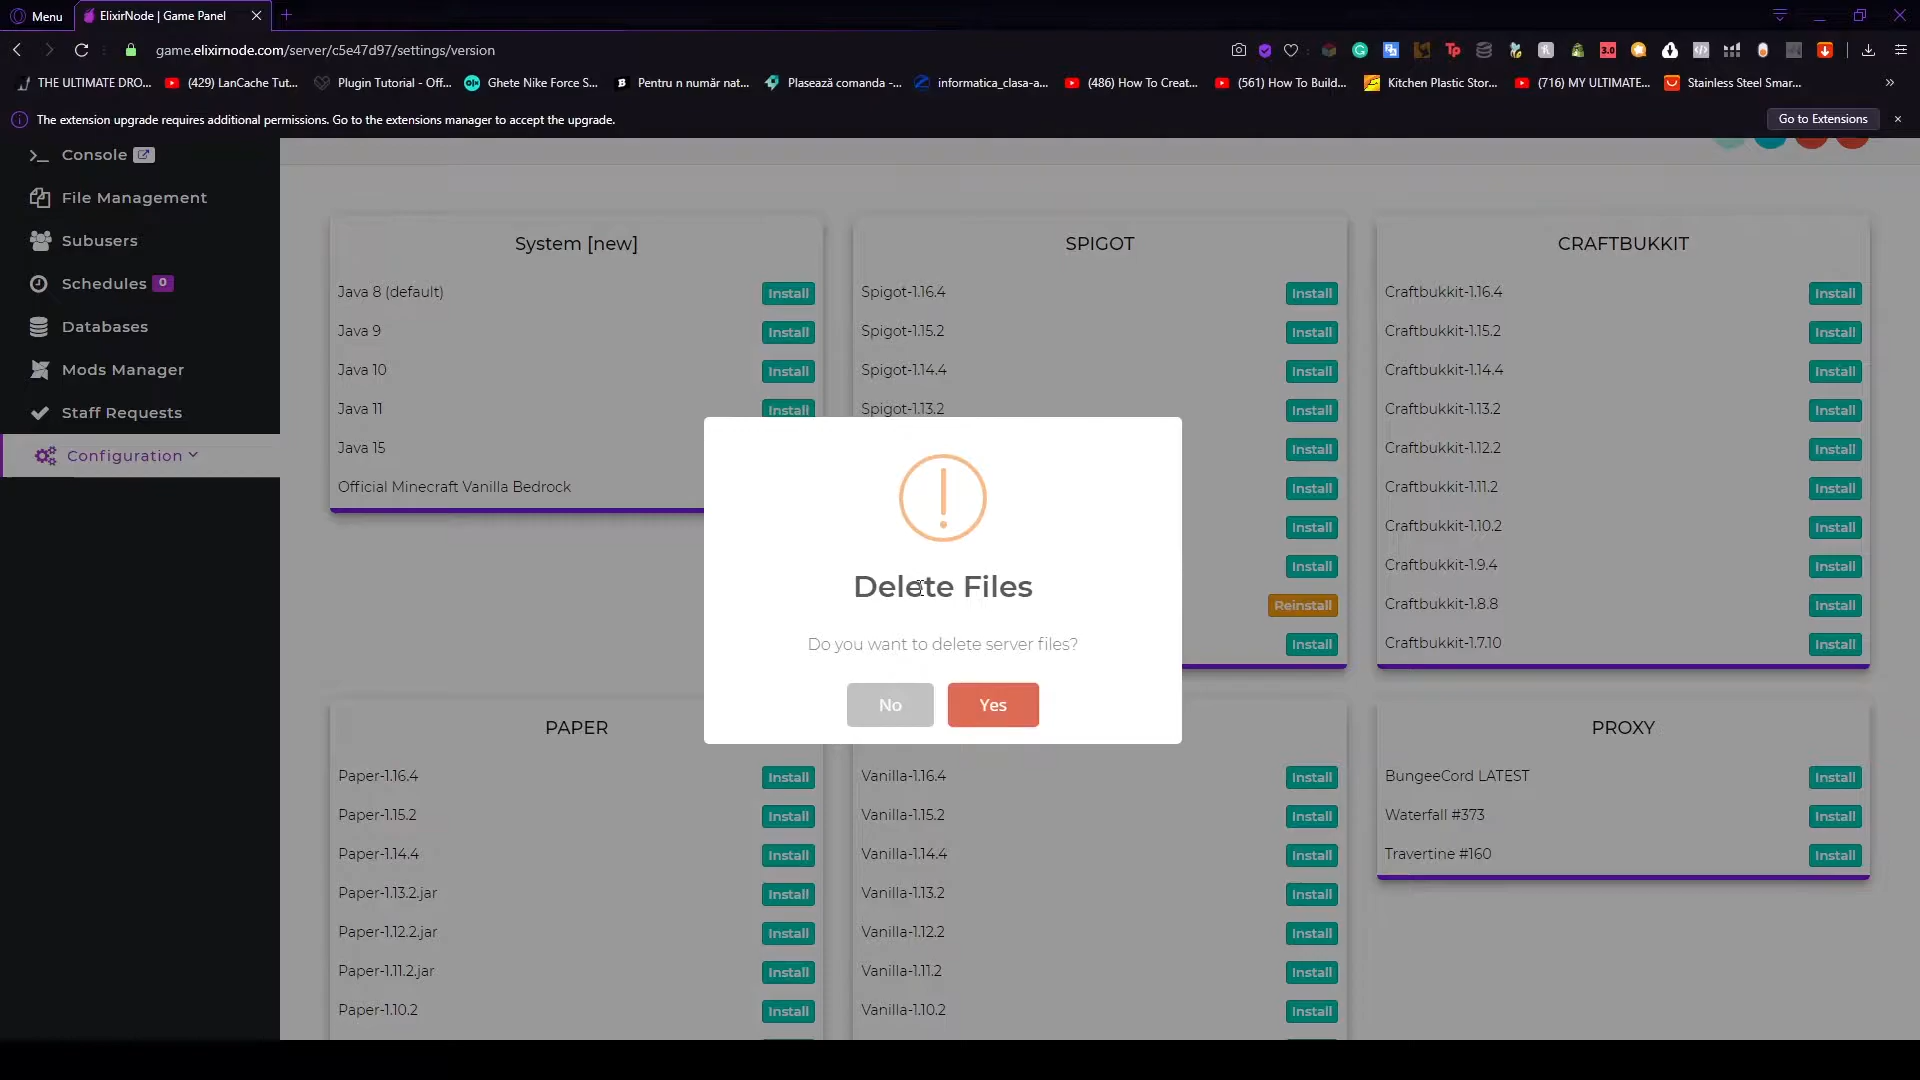 Menu
ElixirNode | Game Panel
game.elixirnode.com/server/c5e47d97/settings/version
THE ULTIMATE DRO...
(429) LanCache Tut...
Plugin Tutorial - Off...
Ghete Nike Force S...
Pentru n număr nat...
Plasează comanda -...
informatica_clasa-a...
(486) How To Creat...
(561) How To Build...
Kitchen Plastic Stor...
(716) MY ULTIMATE...
Stainless Steel Smar...
The extension upgrade requires additional permissions. Go to the extensions manager to accept the upgrade.
Go to Extensions
Console
File Management
Subusers
Schedules 0
Databases
Mods Manager
Staff Requests
Configuration
System [new]
Java 8 (default) Install
Java 9 Install
Java 10 Install
Java 11 Install
Java 15
Official Minecraft Vanilla Bedrock
SPIGOT
Spigot-1.16.4 Install
Spigot-1.15.2 Install
Spigot-1.14.4 Install
Spigot-1.13.2 Install
Install
Install
Install
Install
Reinstall
Install
CRAFTBUKKIT
Craftbukkit-1.16.4 Install
Craftbukkit-1.15.2 Install
Craftbukkit-1.14.4 Install
Craftbukkit-1.13.2 Install
Craftbukkit-1.12.2 Install
Craftbukkit-1.11.2 Install
Craftbukkit-1.10.2 Install
Craftbukkit-1.9.4 Install
Craftbukkit-1.8.8 Install
Craftbukkit-1.7.10 Install
Delete Files
Do you want to delete server files?
No
Yes
PAPER
Paper-1.16.4 Install
Paper-1.15.2 Install
Paper-1.14.4 Install
Paper-1.13.2.jar Install
Paper-1.12.2.jar Install
Paper-1.11.2.jar Install
Paper-1.10.2 Install
Vanilla-1.16.4 Install
Vanilla-1.15.2 Install
Vanilla-1.14.4 Install
Vanilla-1.13.2 Install
Vanilla-1.12.2 Install
Vanilla-1.11.2 Install
Vanilla-1.10.2 Install
PROXY
BungeeCord LATEST Install
Waterfall #373 Install
Travertine #160 Install